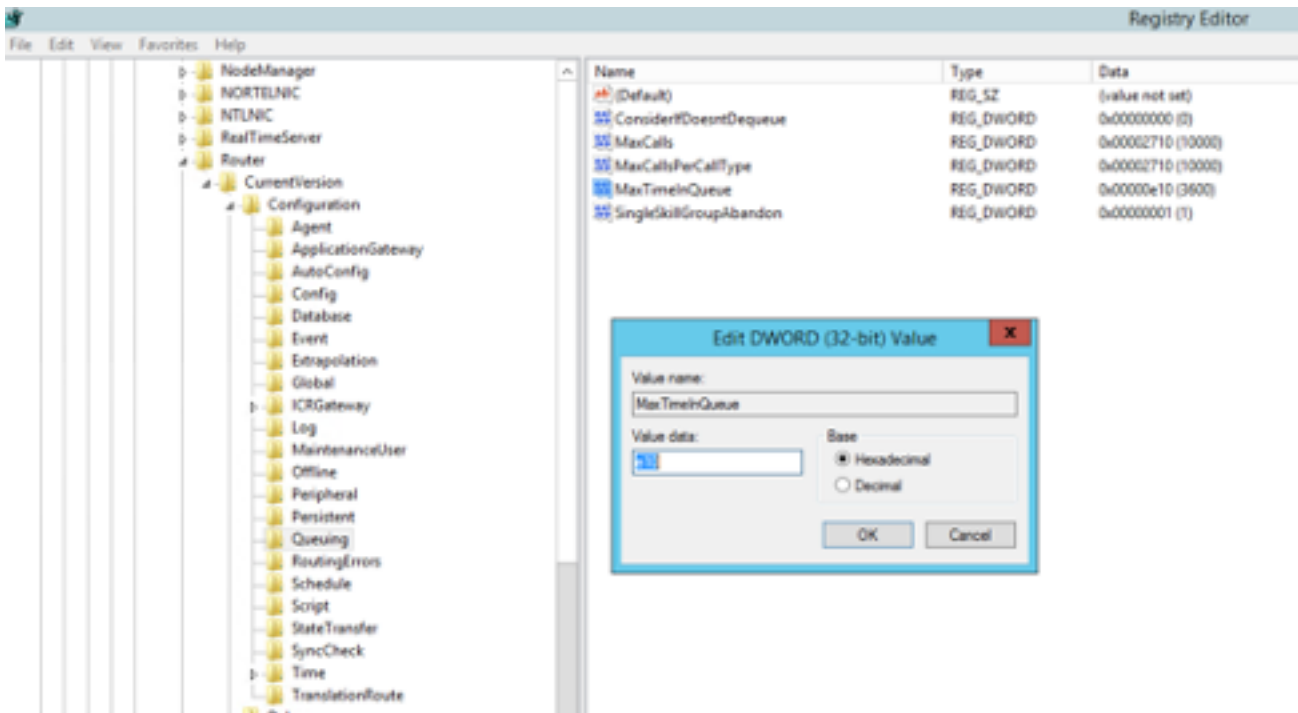 Registry Editor
File Edit View Favorites Help
NodeManager
NORTELNIC
NTLNIC
RealTimeServer
Router
CurrentVersion
Configuration
Agent
ApplicationGateway
AutoConfig
Config
Database
Event
Extrapolation
Global
ICRGateway
Log
MaintenanceUser
Offline
Peripheral
Persistent
Queuing
RoutingErrors
Schedule
Script
StateTransfer
SyncCheck
Time
TranslationRoute
Name Type Data
(Default) REG_SZ (value not set)
ConsiderIfDoesntDequeue REG_DWORD 0x00000000 (0)
MaxCalls REG_DWORD 0x00002710 (10000)
MaxCallsPerCallType REG_DWORD 0x00002710 (10000)
MaxTimeInQueue REG_DWORD 0x00000e10 (3600)
SingleSkillGroupAbandon REG_DWORD 0x00000001 (1)
Edit DWORD (32-bit) Value
x
Value name:
MaxTimeInQueue
Value data:
e10
Base
Hexadecimal
Decimal
OK Cancel